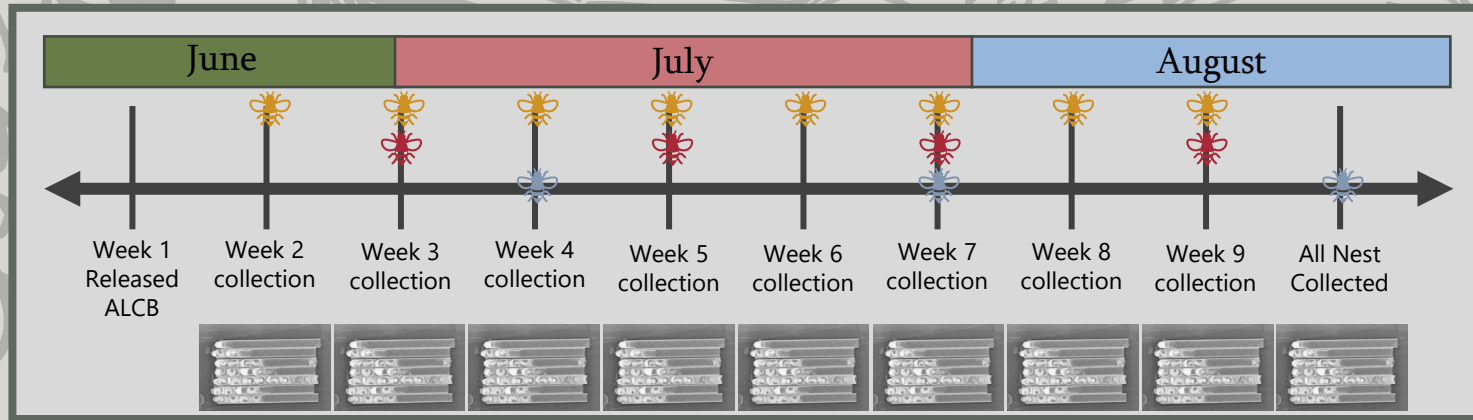 June
July
August
Week 1
Released
ALCB
Week 2
collection
Week 3
collection
Week 4
collection
Week 5
collection
Week 6
collection
Week 7
collection
Week 8
collection
Week 9
collection
All Nest
Collected